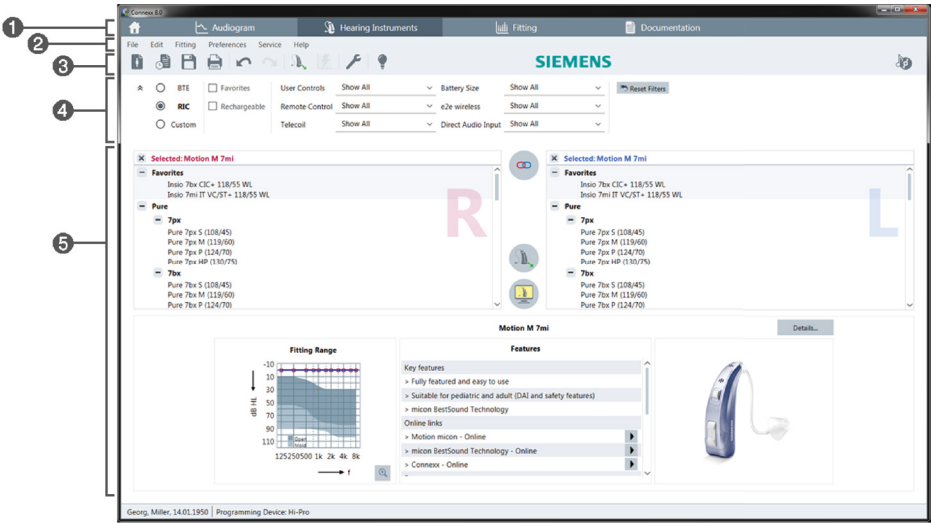 Connexx 8.0
1
Audiogram Hearing Instruments Fitting Documentation
2
File Edit Fitting Preferences Service Help
3
SIEMENS
4
BTE Favorites User Controls Show All Battery Size Show All Reset Filters
RIC Rechargeable Remote Control Show All e2e wireless Show All
Custom Telecoil Show All Direct Audio Input Show All
5
Selected: Motion M 7mi
Favorites
Insio 7bx CIC+ 118/55 WL
Insio 7mi IT VC/ST+ 118/55 WL
Pure
7px
Pure 7px S (108/45)
Pure 7px M (119/60)
Pure 7px P (124/70)
Pure 7px HP (130/75)
7bx
Pure 7bx S (108/45)
Pure 7bx M (119/60)
Pure 7bx P (124/70)
R
Selected: Motion M 7mi
Favorites
Insio 7bx CIC+ 118/55 WL
Insio 7mi IT VC/ST+ 118/55 WL
Pure
7px
Pure 7px S (108/45)
Pure 7px M (119/60)
Pure 7px P (124/70)
Pure 7px HP (130/75)
7bx
Pure 7bx S (108/45)
Pure 7bx M (119/60)
Pure 7bx P (124/70)
L
Motion M 7mi
Details...
Fitting Range
-10
10
30
50
70
90
110
dB HL
Open
Mold
125250500 1k 2k 4k 8k
f
Features
Key features
> Fully featured and easy to use
> Suitable for pediatric and adult (DAI and safety features)
> micon BestSound Technology
Online links
> Motion micon - Online
> micon BestSound Technology - Online
> Connexx - Online
Georg, Miller, 14.01.1950 Programming Device: Hi-Pro